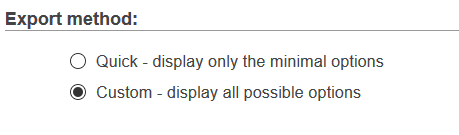 Export method:
Quick - display only the minimal options
Custom - display all possible options